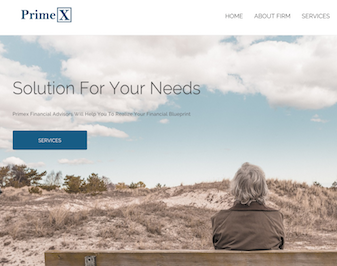 Prime X
HOME ABOUT FIRM SERVICES
Solution For Your Needs
Primex Financial Advisors Will Help You To Realize Your Financial Blueprint
SERVICES